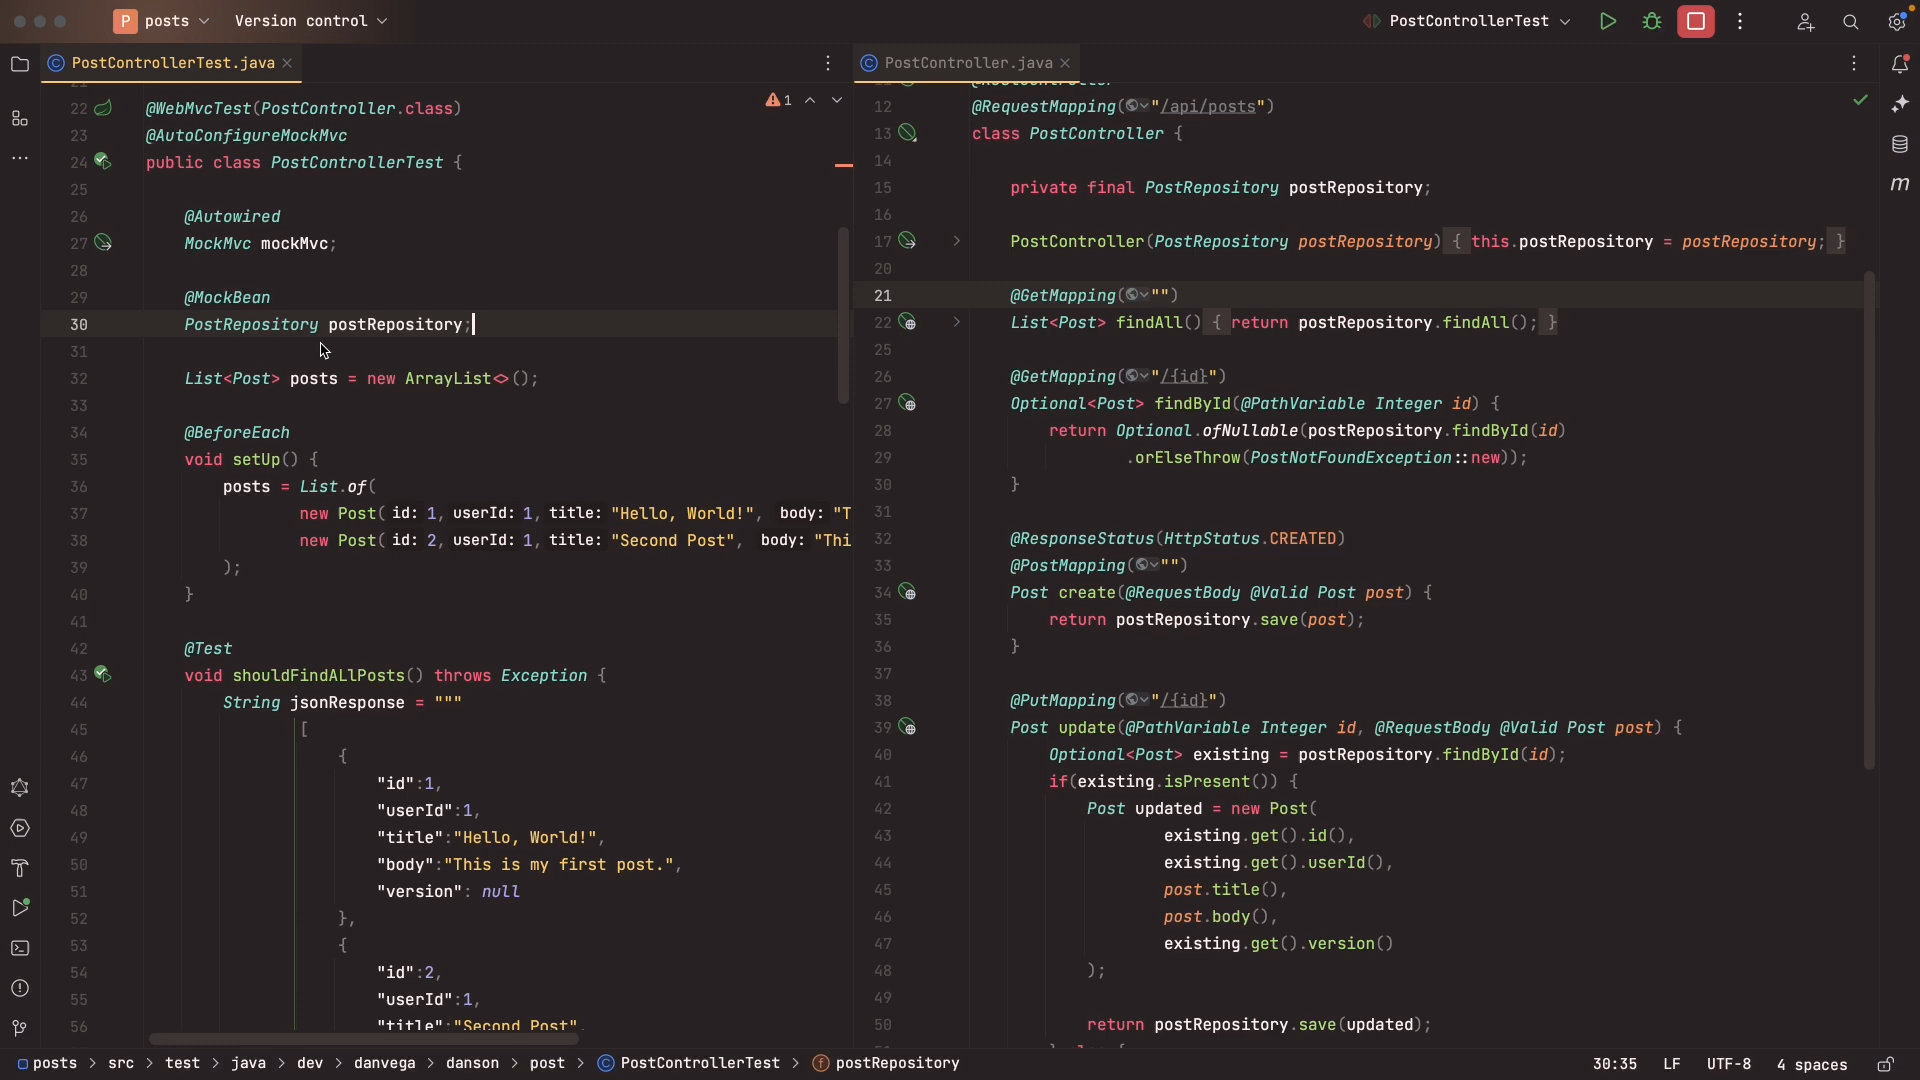 P posts Version control PostControllerTest
PostControllerTest.java
21
22 @WebMvcTest(PostController.class)
1
23 @AutoConfigureMockMvc
24 public class PostControllerTest {
25
26 @Autowired
27 MockMvc mockMvc;
28
29 @MockBean
30 PostRepository postRepository;
31
32 List<Post> posts = new ArrayList<>();
33
34 @BeforeEach
35 void setUp() {
36 posts = List.of(
37 new Post( id: 1, userId: 1, title: "Hello, World!", body: "T
38 new Post( id: 2, userId: 1, title: "Second Post", body: "Thi
39 );
40 }
41
42 @Test
43 void shouldFindALlPosts() throws Exception {
44 String jsonResponse = """
45 [
46 {
47 "id":1,
48 "userId":1,
49 "title":"Hello, World!",
50 "body":"This is my first post.",
51 "version": null
52 },
53 {
54 "id":2,
55 "userId":1,
56 "title":"Second Post",
PostController.java
12 @RequestMapping("/api/posts")
13 class PostController {
14
15 private final PostRepository postRepository;
16
17 PostController(PostRepository postRepository) { this.postRepository = postRepository; }
20
21 @GetMapping("")
22 List<Post> findAll() { return postRepository.findAll(); }
25
26 @GetMapping("/{id}")
27 Optional<Post> findById(@PathVariable Integer id) {
28 return Optional.ofNullable(postRepository.findById(id)
29 .orElseThrow(PostNotFoundException::new));
30 }
31
32 @ResponseStatus(HttpStatus.CREATED)
33 @PostMapping("")
34 Post create(@RequestBody @Valid Post post) {
35 return postRepository.save(post);
36 }
37
38 @PutMapping("/{id}")
39 Post update(@PathVariable Integer id, @RequestBody @Valid Post post) {
40 Optional<Post> existing = postRepository.findById(id);
41 if(existing.isPresent()) {
42 Post updated = new Post(
43 existing.get().id(),
44 existing.get().userId(),
45 post.title(),
46 post.body(),
47 existing.get().version()
48 );
49
50 return postRepository.save(updated);
m
posts > src > test > java > dev > danvega > danson > post > PostControllerTest > postRepository 30:35 LF UTF-8 4 spaces